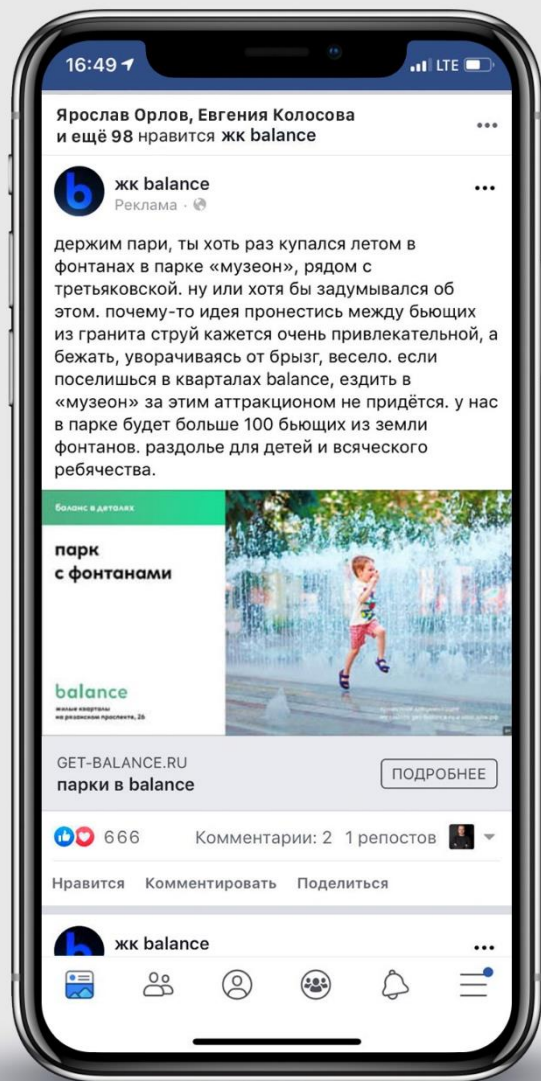 16:49
LTE
Ярослав Орлов, Евгения Колосова
и ещё 98 нравится жк balance
жк balance
Реклама ·
держим пари, ты хоть раз купался летом в
фонтанах в парке «музеон», рядом с
третьяковской. ну или хотя бы задумывался об
этом. почему-то идея пронестись между бьющих
из гранита струй кажется очень привлекательной, а
бежать, уворачиваясь от брызг, весело. если
поселишься в кварталах balance, ездить в
«музеон» за этим аттракционом не придётся. у нас
в парке будет больше 100 бьющих из земли
фонтанов. раздолье для детей и всяческого
ребячества.
баланс в деталях
парк
с фонтанами
balance
жилые кварталы
на рязанском проспекте, 26
GET-BALANCE.RU
парки в balance
ПОДРОБНЕЕ
666
Комментарии: 2 1 репостов
Нравится Комментировать Поделиться
жк balance